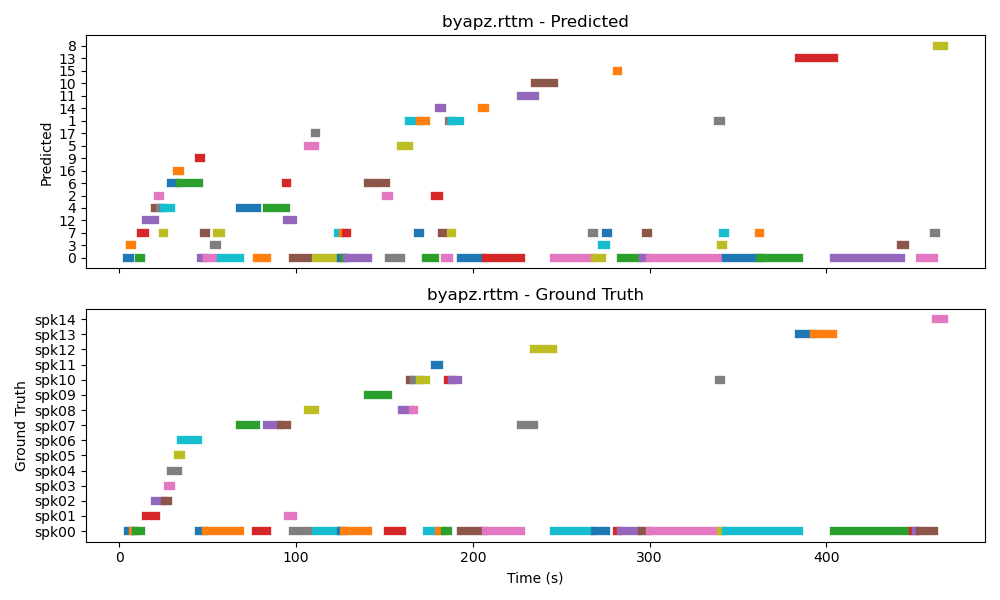 byapz.rttm - Predicted
8
13
15
10
11
14
1
17
5
9
16
6
2
4
12
7
3
0
Predicted
byapz.rttm - Ground Truth
spk14
spk13
spk12
spk11
spk10
spk09
spk08
spk07
spk06
spk05
spk04
spk03
spk02
spk01
spk00
Ground Truth
0 100 200 300 400
Time (s)